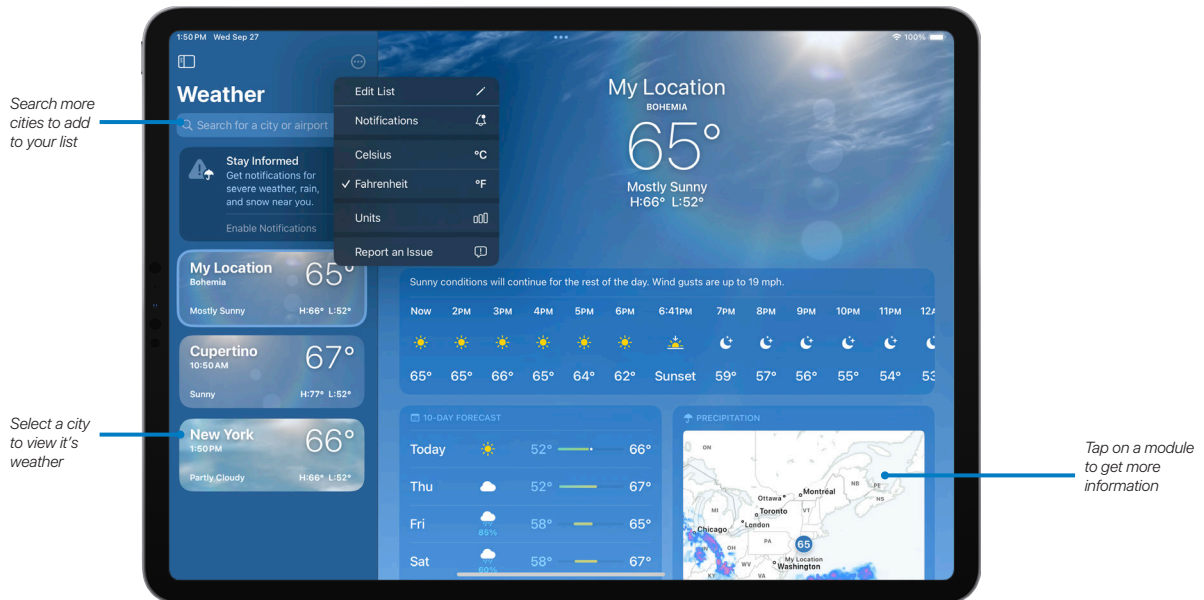 1:50 PM Wed Sep 27
100%
Weather
Search for a city or airport
Stay Informed
Get notifications for
severe weather, rain,
and snow near you.
Enable Notifications
Edit List
Notifications
Celsius °C
Fahrenheit °F
Units
Report an Issue
My Location 65°
Bohemia
Mostly Sunny H:66° L:52°
Cupertino 67°
10:50 AM
Sunny H:77° L:52°
New York 66°
1:50 PM
Partly Cloudy H:66° L:52°
My Location
BOHEMIA
65°
Mostly Sunny
H:66° L:52°
Sunny conditions will continue for the rest of the day. Wind gusts are up to 19 mph.
Now 2PM 3PM 4PM 5PM 6PM 6:41PM 7PM 8PM 9PM 10PM 11PM
65° 65° 66° 65° 64° 62° Sunset 59° 57° 56° 55° 54° 53
10-DAY FORECAST
Today 52° 66°
Thu 52° 67°
Fri 85% 58° 65°
Sat 60% 58° 67°
PRECIPITATION
ON
NB PE
NS
Ottawa Montréal
MI Toronto VT
London
Chicago
OH PA 65
My Location
WV Washington
KY VA
Search more
cities to add
to your list
Select a city
to view it's
weather
Tap on a module
to get more
information